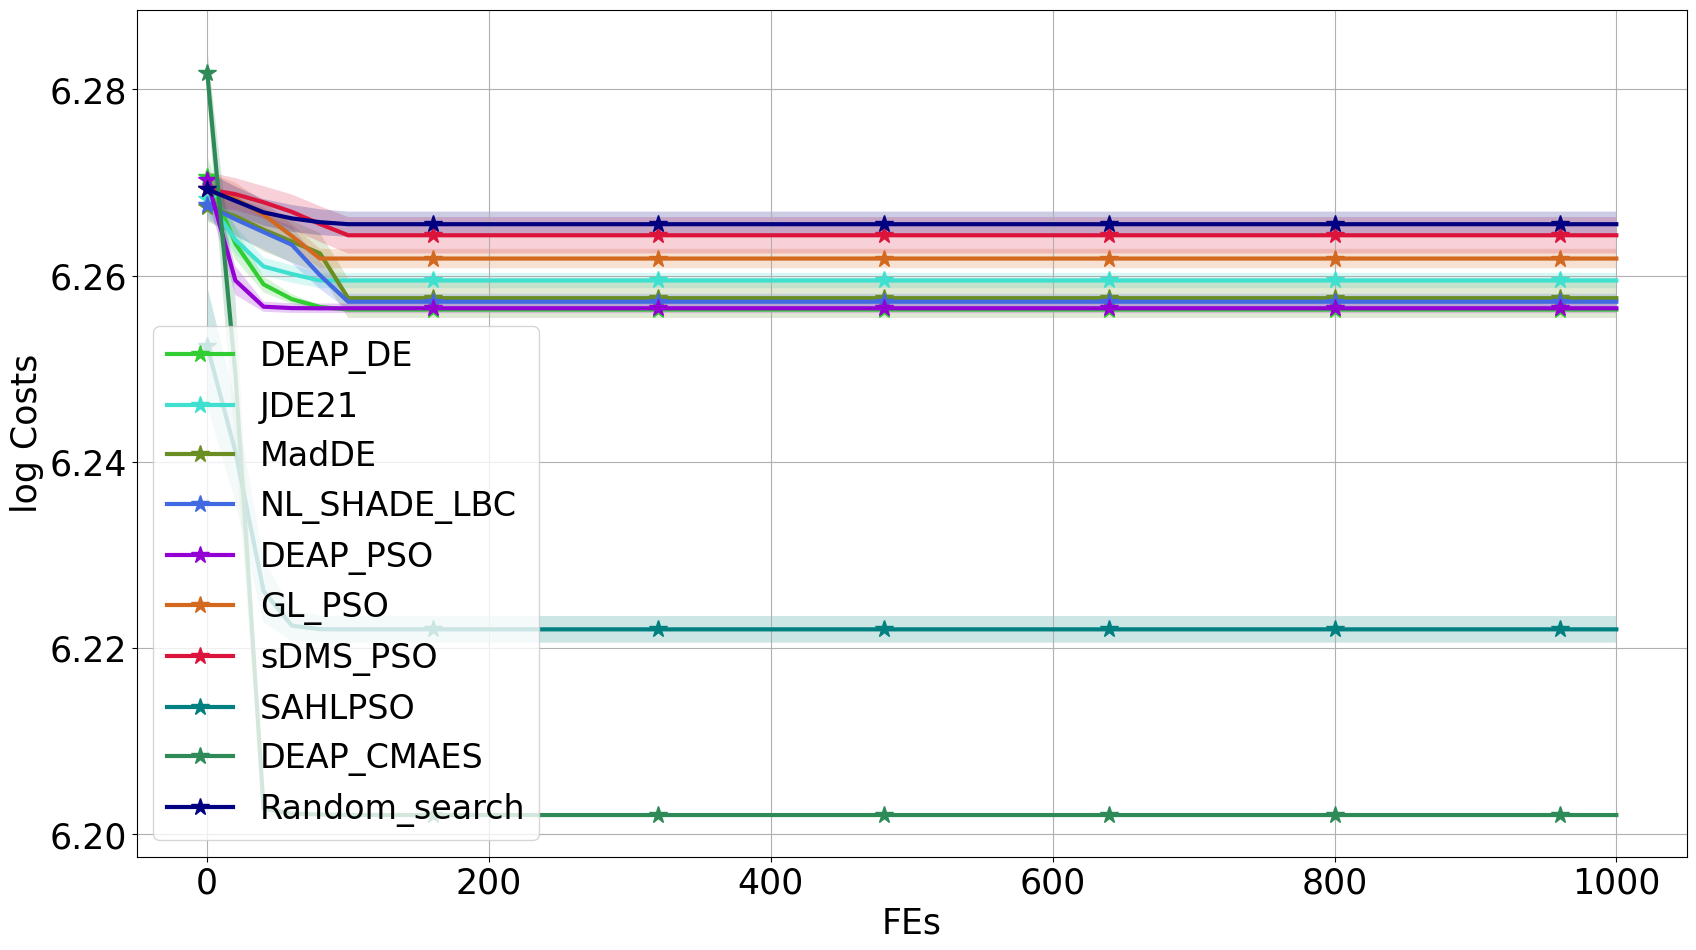 6.28
6.26
6.24
6.22
6.20
log Costs
DEAP_DE
JDE21
MadDE
NL_SHADE_LBC
DEAP_PSO
GL_PSO
sDMS_PSO
SAHLPSO
DEAP_CMAES
Random_search
0 200 400 600 800 1000
FEs